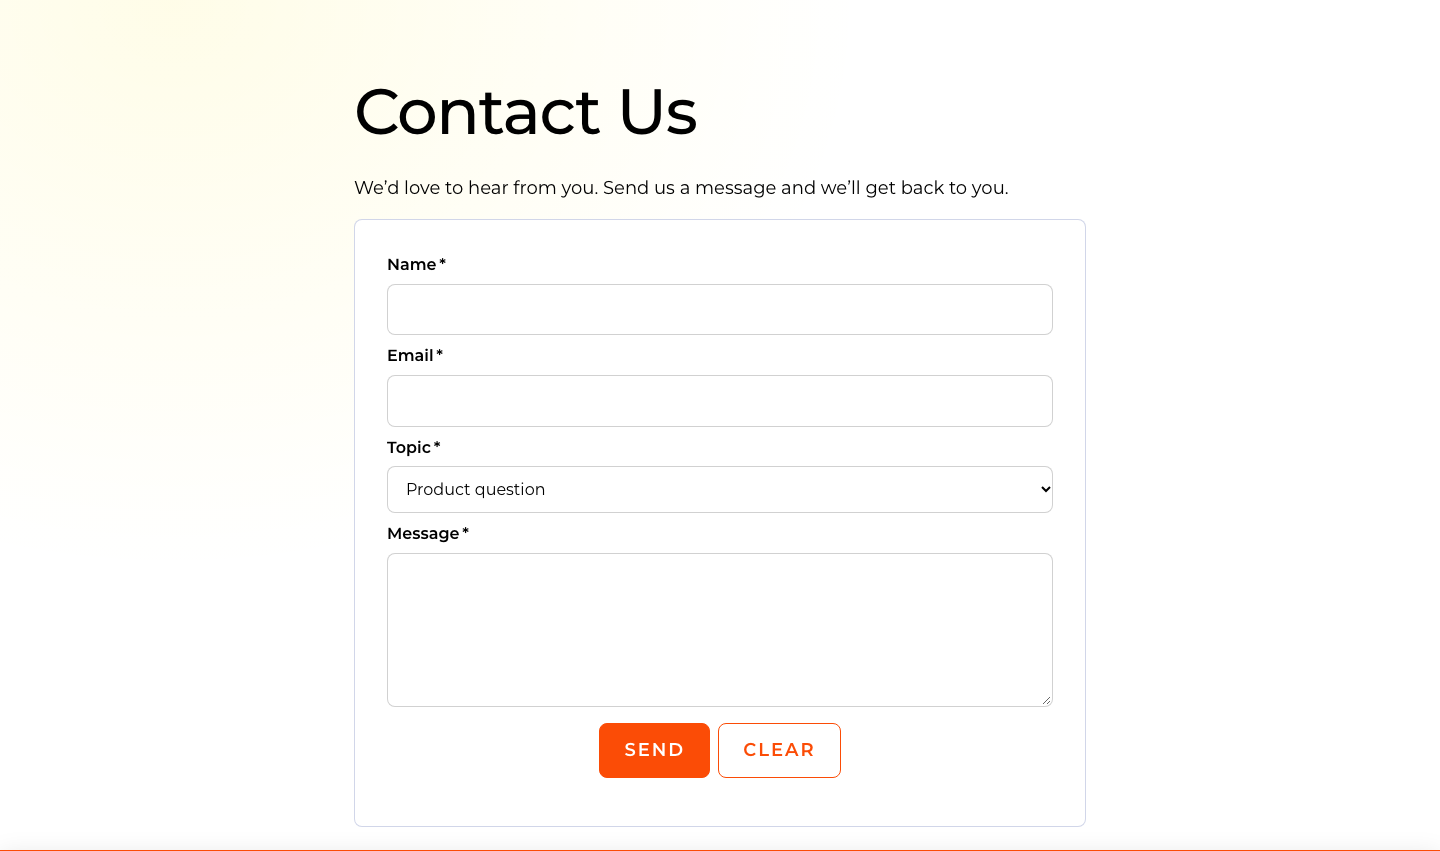 Contact Us
We’d love to hear from you. Send us a message and we’ll get back to you.
Name *
Email *
Topic *
Product question
Message *
SEND
CLEAR